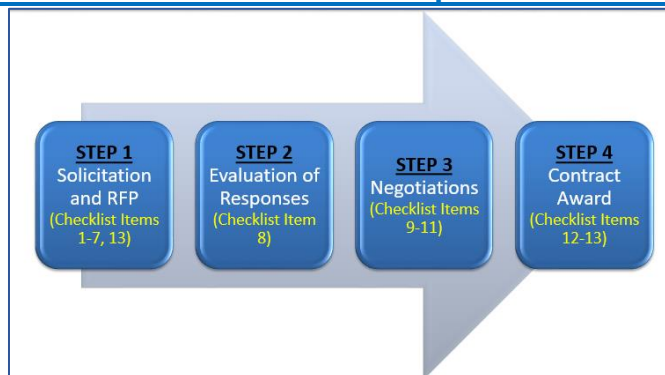 STEP 1
Solicitation
and RFP
(Checklist Items
1-7, 13)
STEP 2
Evaluation of
Responses
(Checklist Item
8)
STEP 3
Negotiations
(Checklist Items
9-11)
STEP 4
Contract
Award
(Checklist Items
12-13)